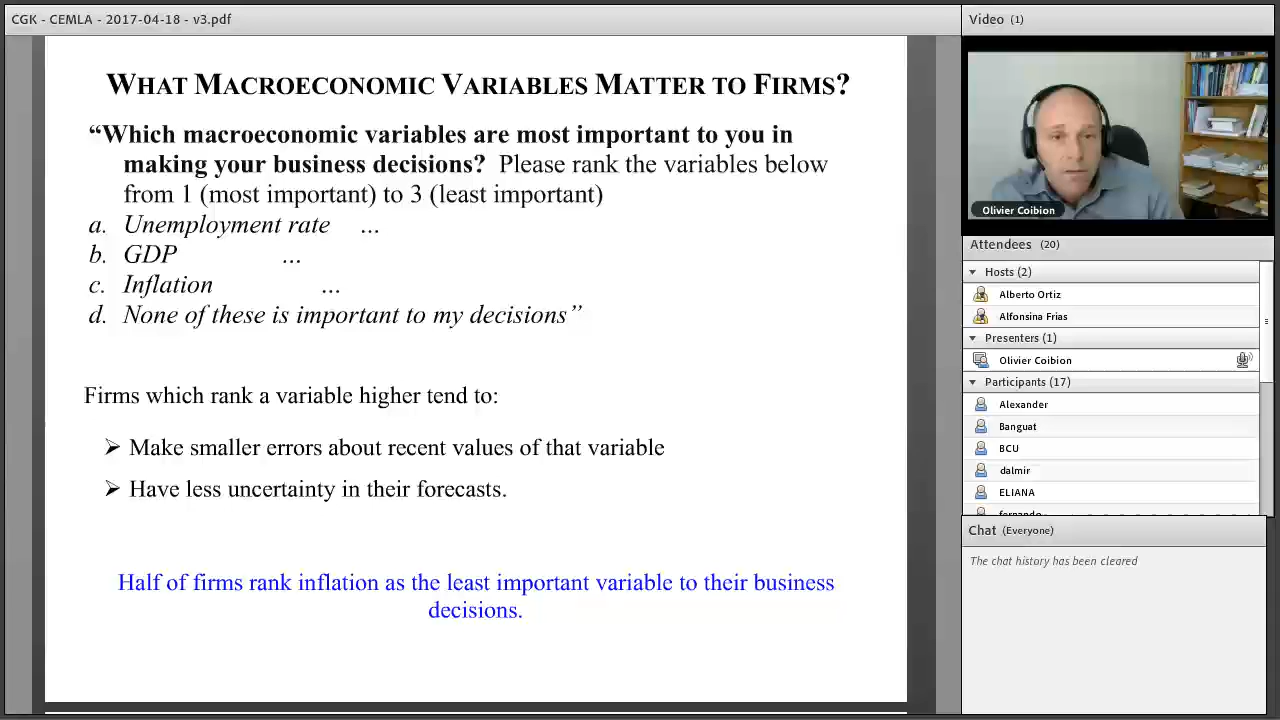 CGK - CEMLA - 2017-04-18 - v3.pdf
WHAT MACROECONOMIC VARIABLES MATTER TO FIRMS?
“Which macroeconomic variables are most important to you in
making your business decisions? Please rank the variables below
from 1 (most important) to 3 (least important)
a. Unemployment rate ...
b. GDP ...
c. Inflation ...
d. None of these is important to my decisions”
Firms which rank a variable higher tend to:
➢ Make smaller errors about recent values of that variable
➢ Have less uncertainty in their forecasts.
Half of firms rank inflation as the least important variable to their business
decisions.
Video (1)
Olivier Coibion
Attendees (20)
Hosts (2)
Alberto Ortiz
Alfonsina Frias
Presenters (1)
Olivier Coibion
Participants (17)
Alexander
Banguat
BCU
dalmir
ELIANA
fernando
Chat (Everyone)
The chat history has been cleared